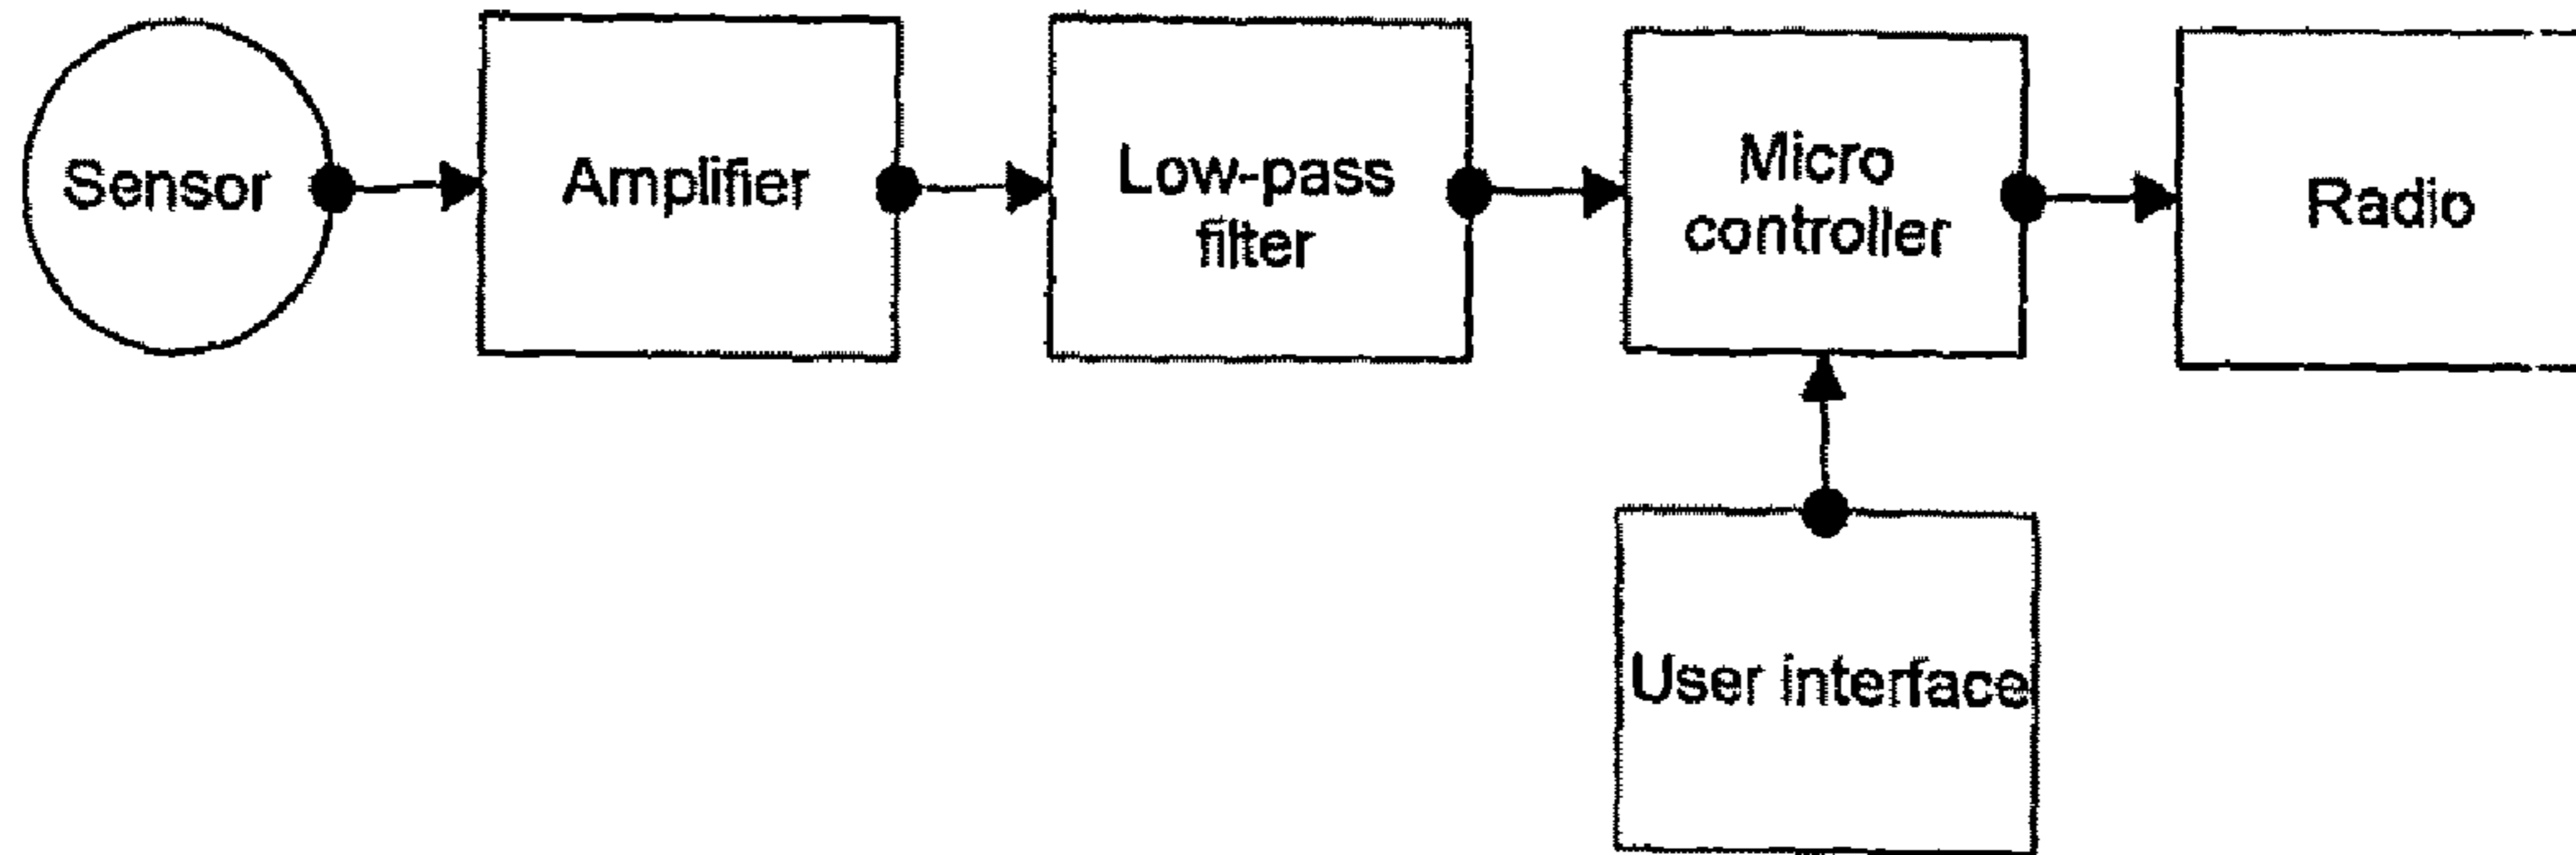 Sensor
Amplifier
Low-pass
filter
Micro
controller
Radio
User interface